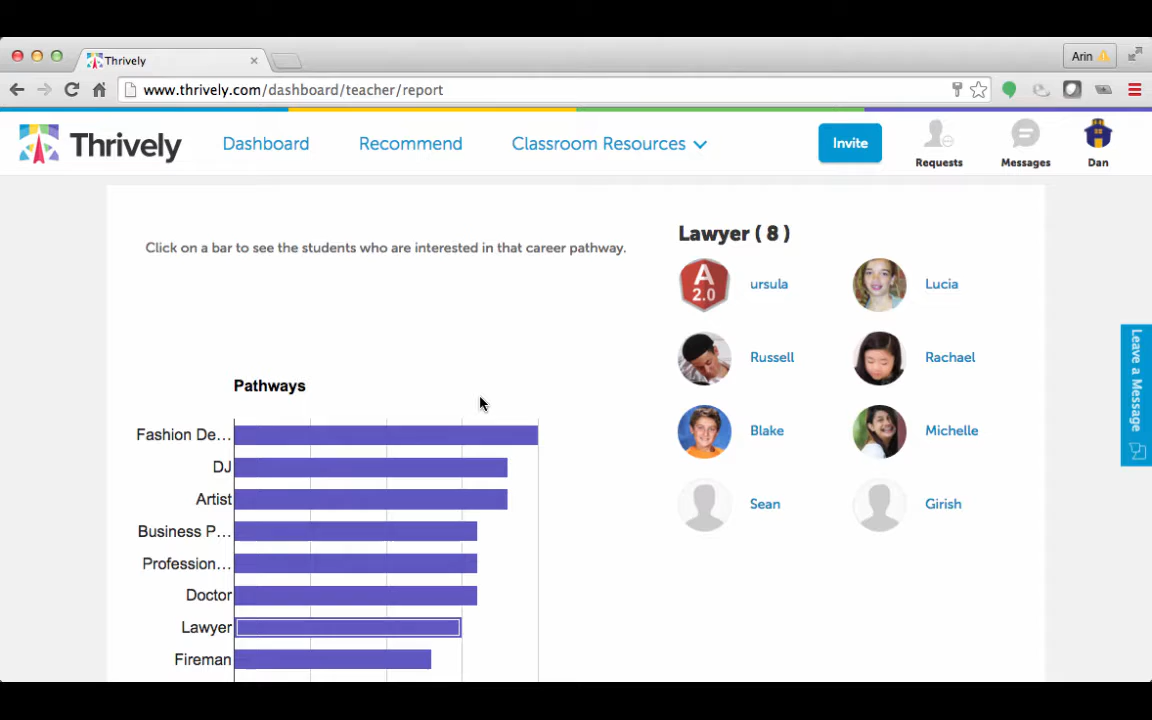 Thrively
Arin
www.thrively.com/dashboard/teacher/report
Thrively
Dashboard
Recommend
Classroom Resources
Invite
Requests
Messages
Dan
Click on a bar to see the students who are interested in that career pathway.
Lawyer ( 8 )
A
2.0
ursula
Lucia
Russell
Rachael
Blake
Michelle
Sean
Girish
Pathways
Fashion De...
DJ
Artist
Business P...
Profession...
Doctor
Lawyer
Fireman
Leave a Message